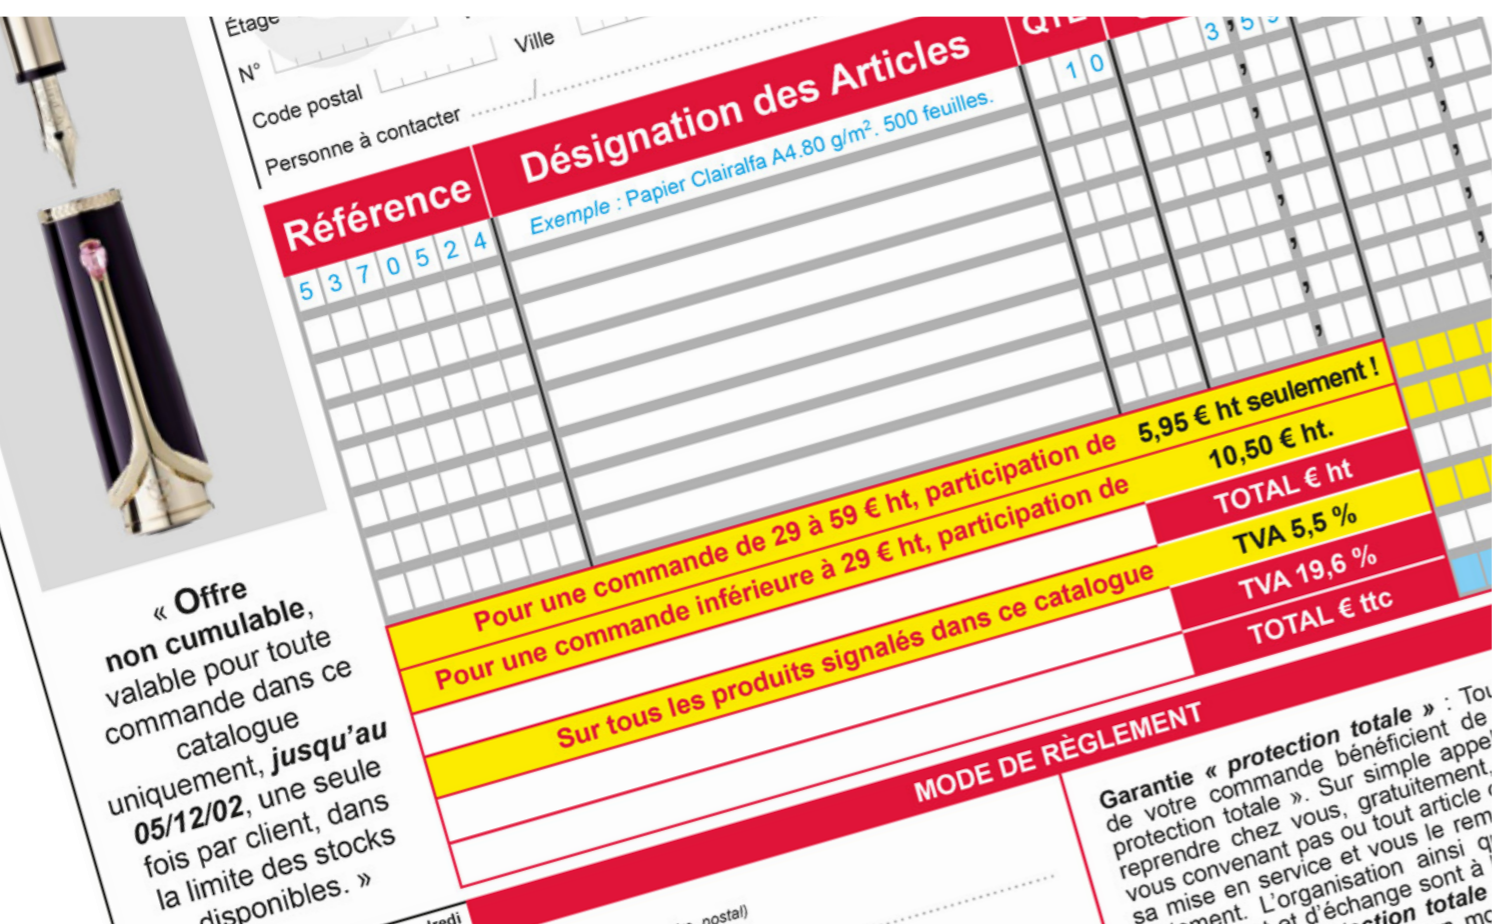 Étage
N°
Code postal
Ville
Personne à contacter
Référence
Désignation des Articles
5 3 7 0 5 2 4
Exemple : Papier Clairalfa A4.80 g/m². 500 feuilles.
1 0
3,5
Pour une commande de 29 à 59 € ht, participation de 5,95 € ht seulement !
Pour une commande inférieure à 29 € ht, participation de 10,50 € ht.
TOTAL € ht
Sur tous les produits signalés dans ce catalogue TVA 5,5 %
TVA 19,6 %
TOTAL € ttc
MODE DE RÈGLEMENT
« Offre
non cumulable,
valable pour toute
commande dans ce
catalogue
uniquement, jusqu’au
05/12/02, une seule
fois par client, dans
la limite des stocks
disponibles. »
postal)
Garantie « protection totale » :
de votre commande bénéficient de
protection totale ». Sur simple
reprendre chez vous, gratuitement,
vous convenant pas ou tout article
sa mise en service et vous le
L'organisation ainsi
et d'échange sont à
totale